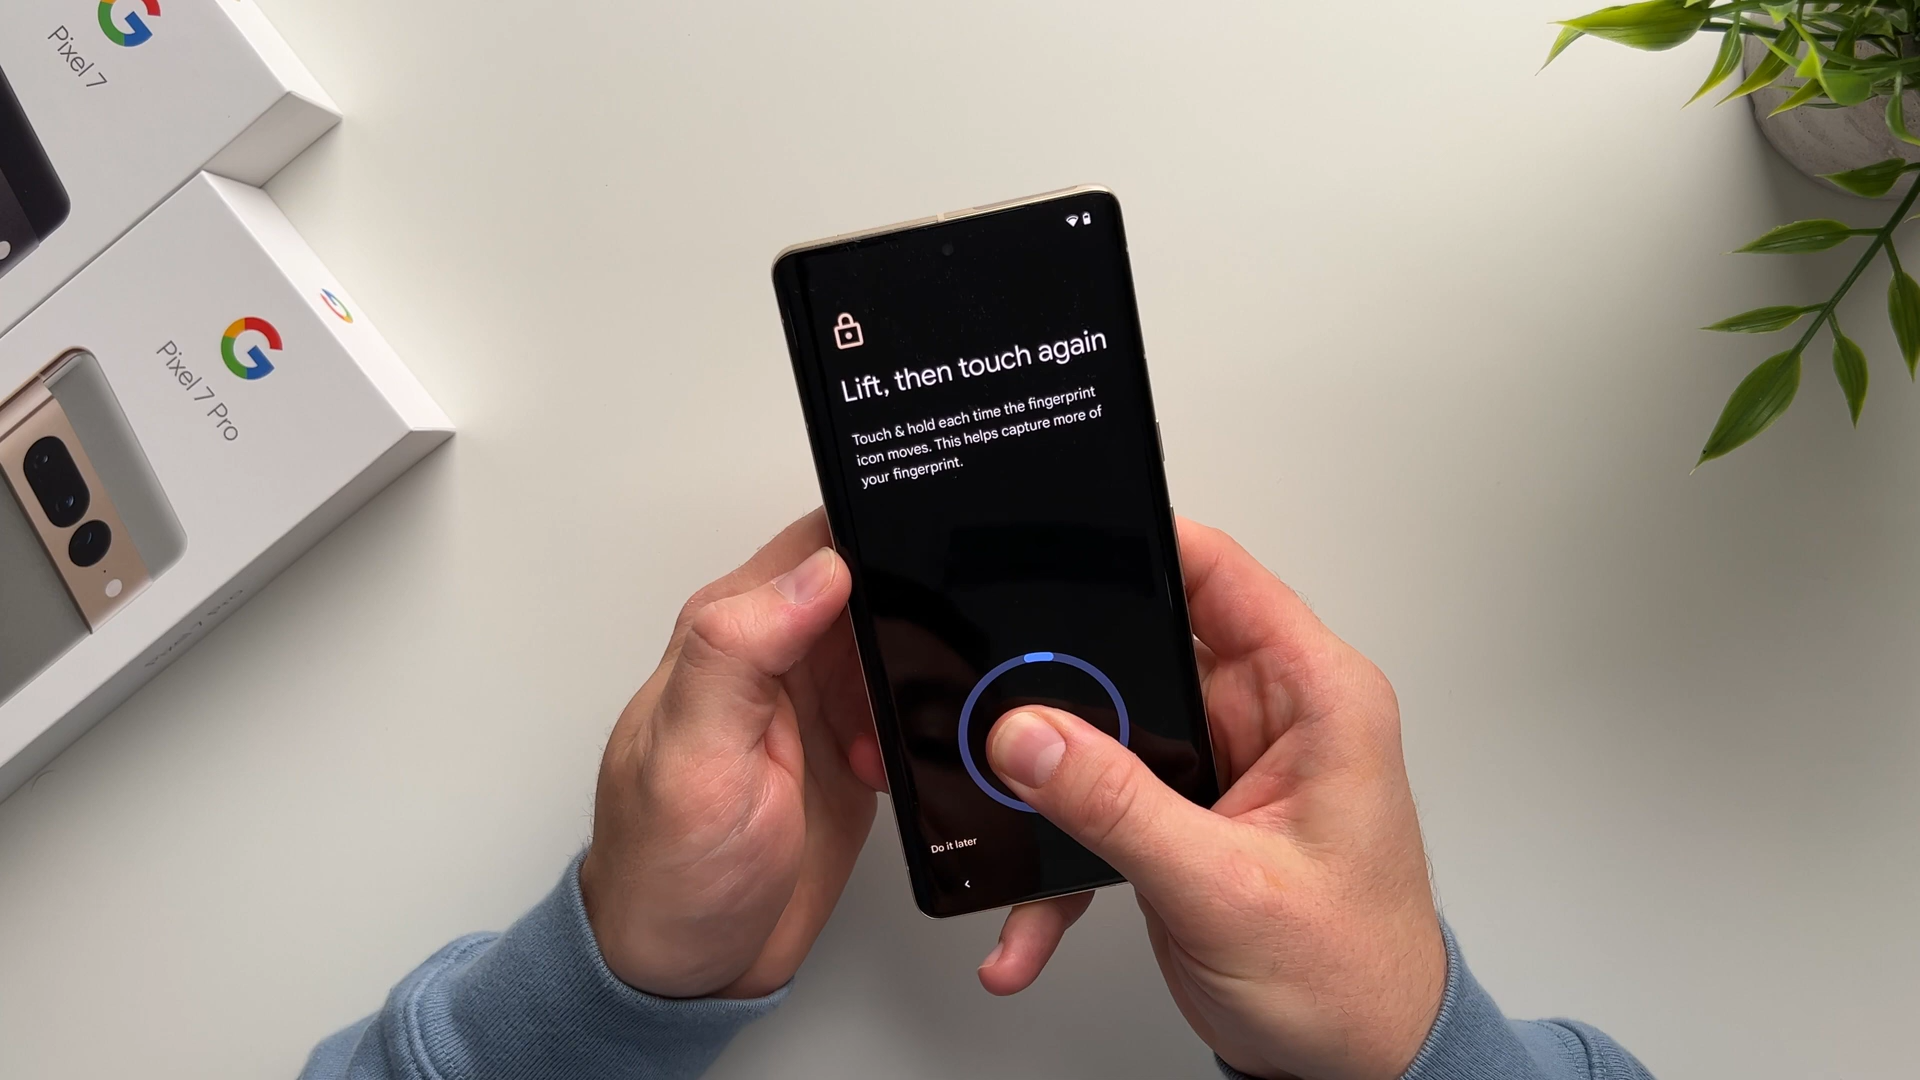 Pixel 7
Pixel 7 Pro
Lift, then touch again
Touch & hold each time the fingerprint
icon moves. This helps capture more of
your fingerprint.
Do it later